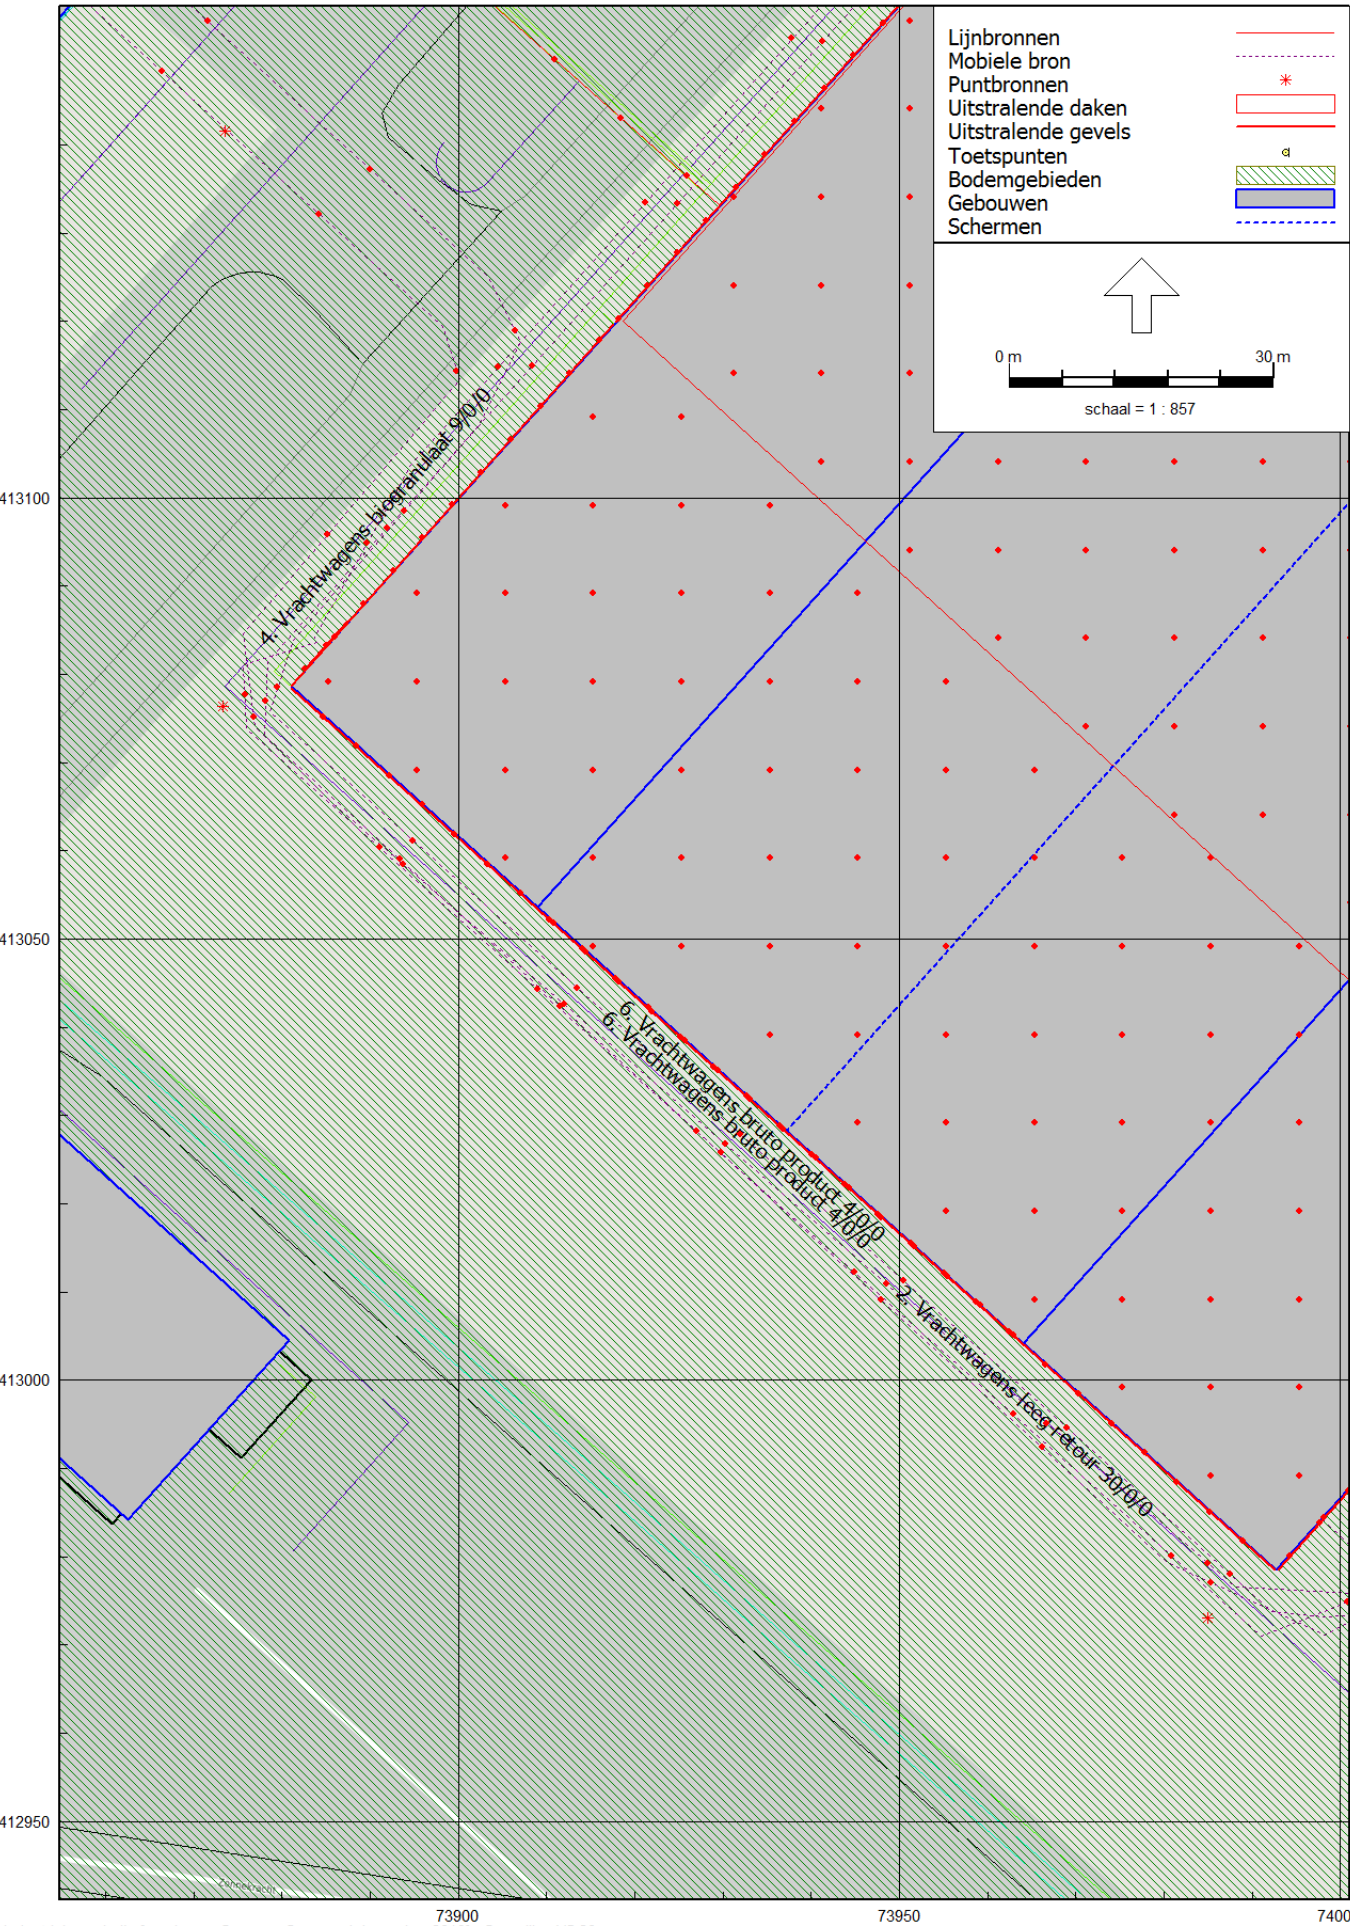 Lijnbronnen
Mobiele bron
Puntbronnen
Uitstralende daken
Uitstralende gevels
Toetspunten
Bodemgebieden
Gebouwen
Schermen
0 m
30 m
schaal = 1 : 857
4. Vrachtwagens biogranulaat 9/0/0
413100
413050
6. Vrachtwagens bruto product 4/0/0
6. Vrachtwagens bruto product 4/0/0
2. Vrachtwagens leeg retour 30/0/0
413000
412950
Zonnekracht
73900
73950
7400